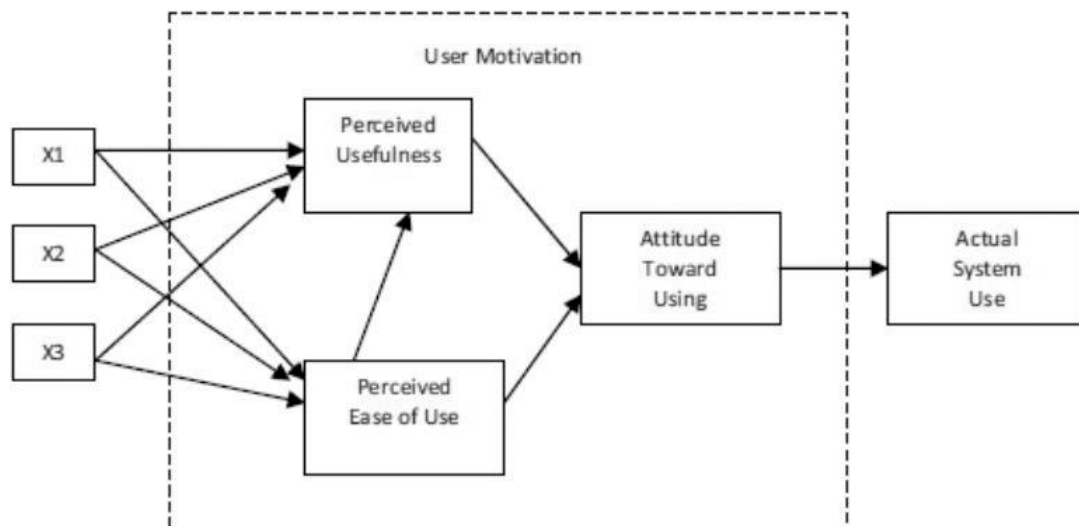 User Motivation
X1
X2
X3
Perceived
Usefulness
Perceived
Ease of Use
Attitude
Toward
Using
Actual
System
Use